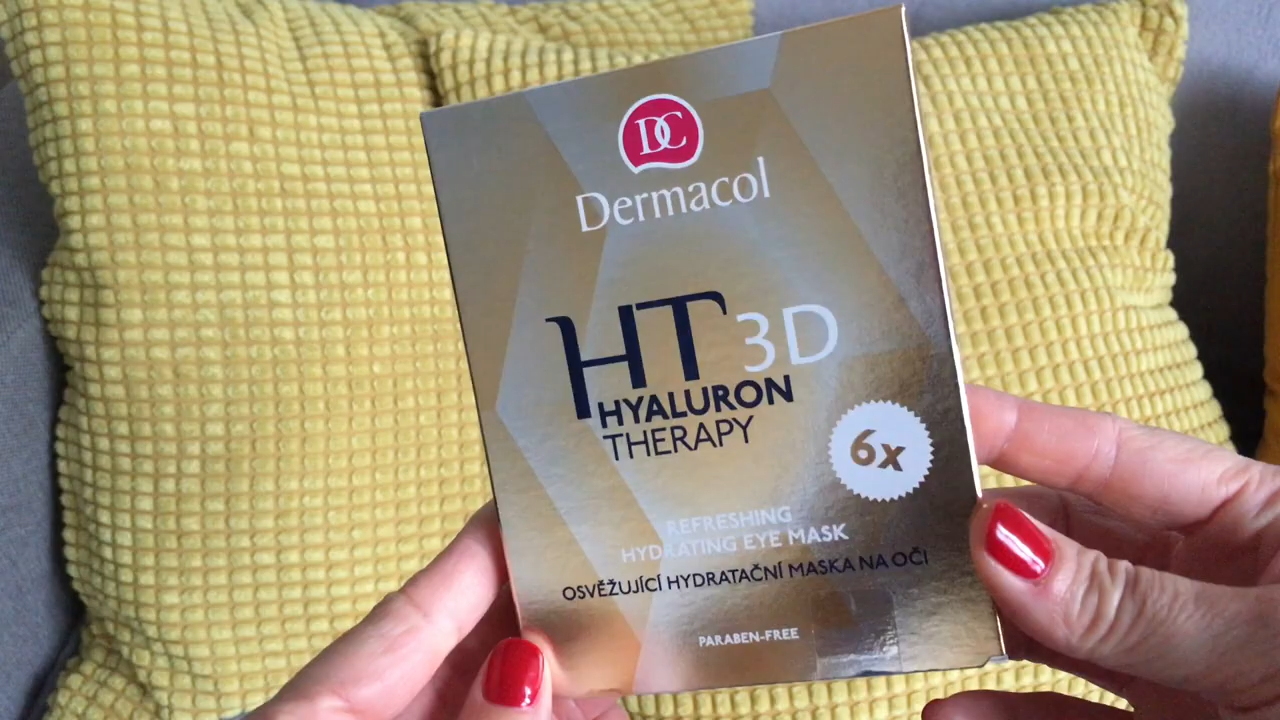 DC
Dermacol
HT 3D
HYALURON
THERAPY
6x
REFRESHING
HYDRATING EYE MASK
OSVĚŽUJÍCÍ HYDRATAČNÍ MASKA NA OČI
PARABEN-FREE